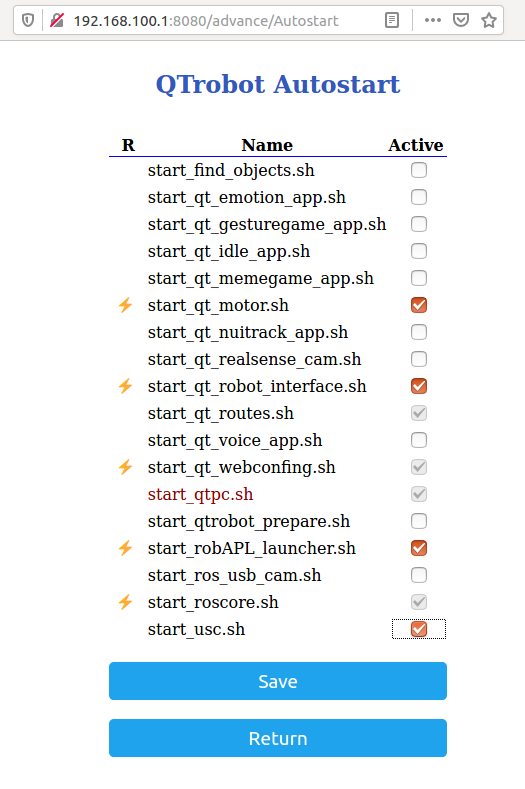 192.168.100.1:8080/advance/Autostart
QTrobot Autostart
R Name Active
start_find_objects.sh
start_qt_emotion_app.sh
start_qt_gesturegame_app.sh
start_qt_idle_app.sh
start_qt_memegame_app.sh
start_qt_motor.sh
start_qt_nuitrack_app.sh
start_qt_realsense_cam.sh
start_qt_robot_interface.sh
start_qt_routes.sh
start_qt_voice_app.sh
start_qt_webconfing.sh
start_qtpc.sh
start_qtrobot_prepare.sh
start_robAPL_launcher.sh
start_ros_usb_cam.sh
start_roscore.sh
start_usc.sh
Save
Return